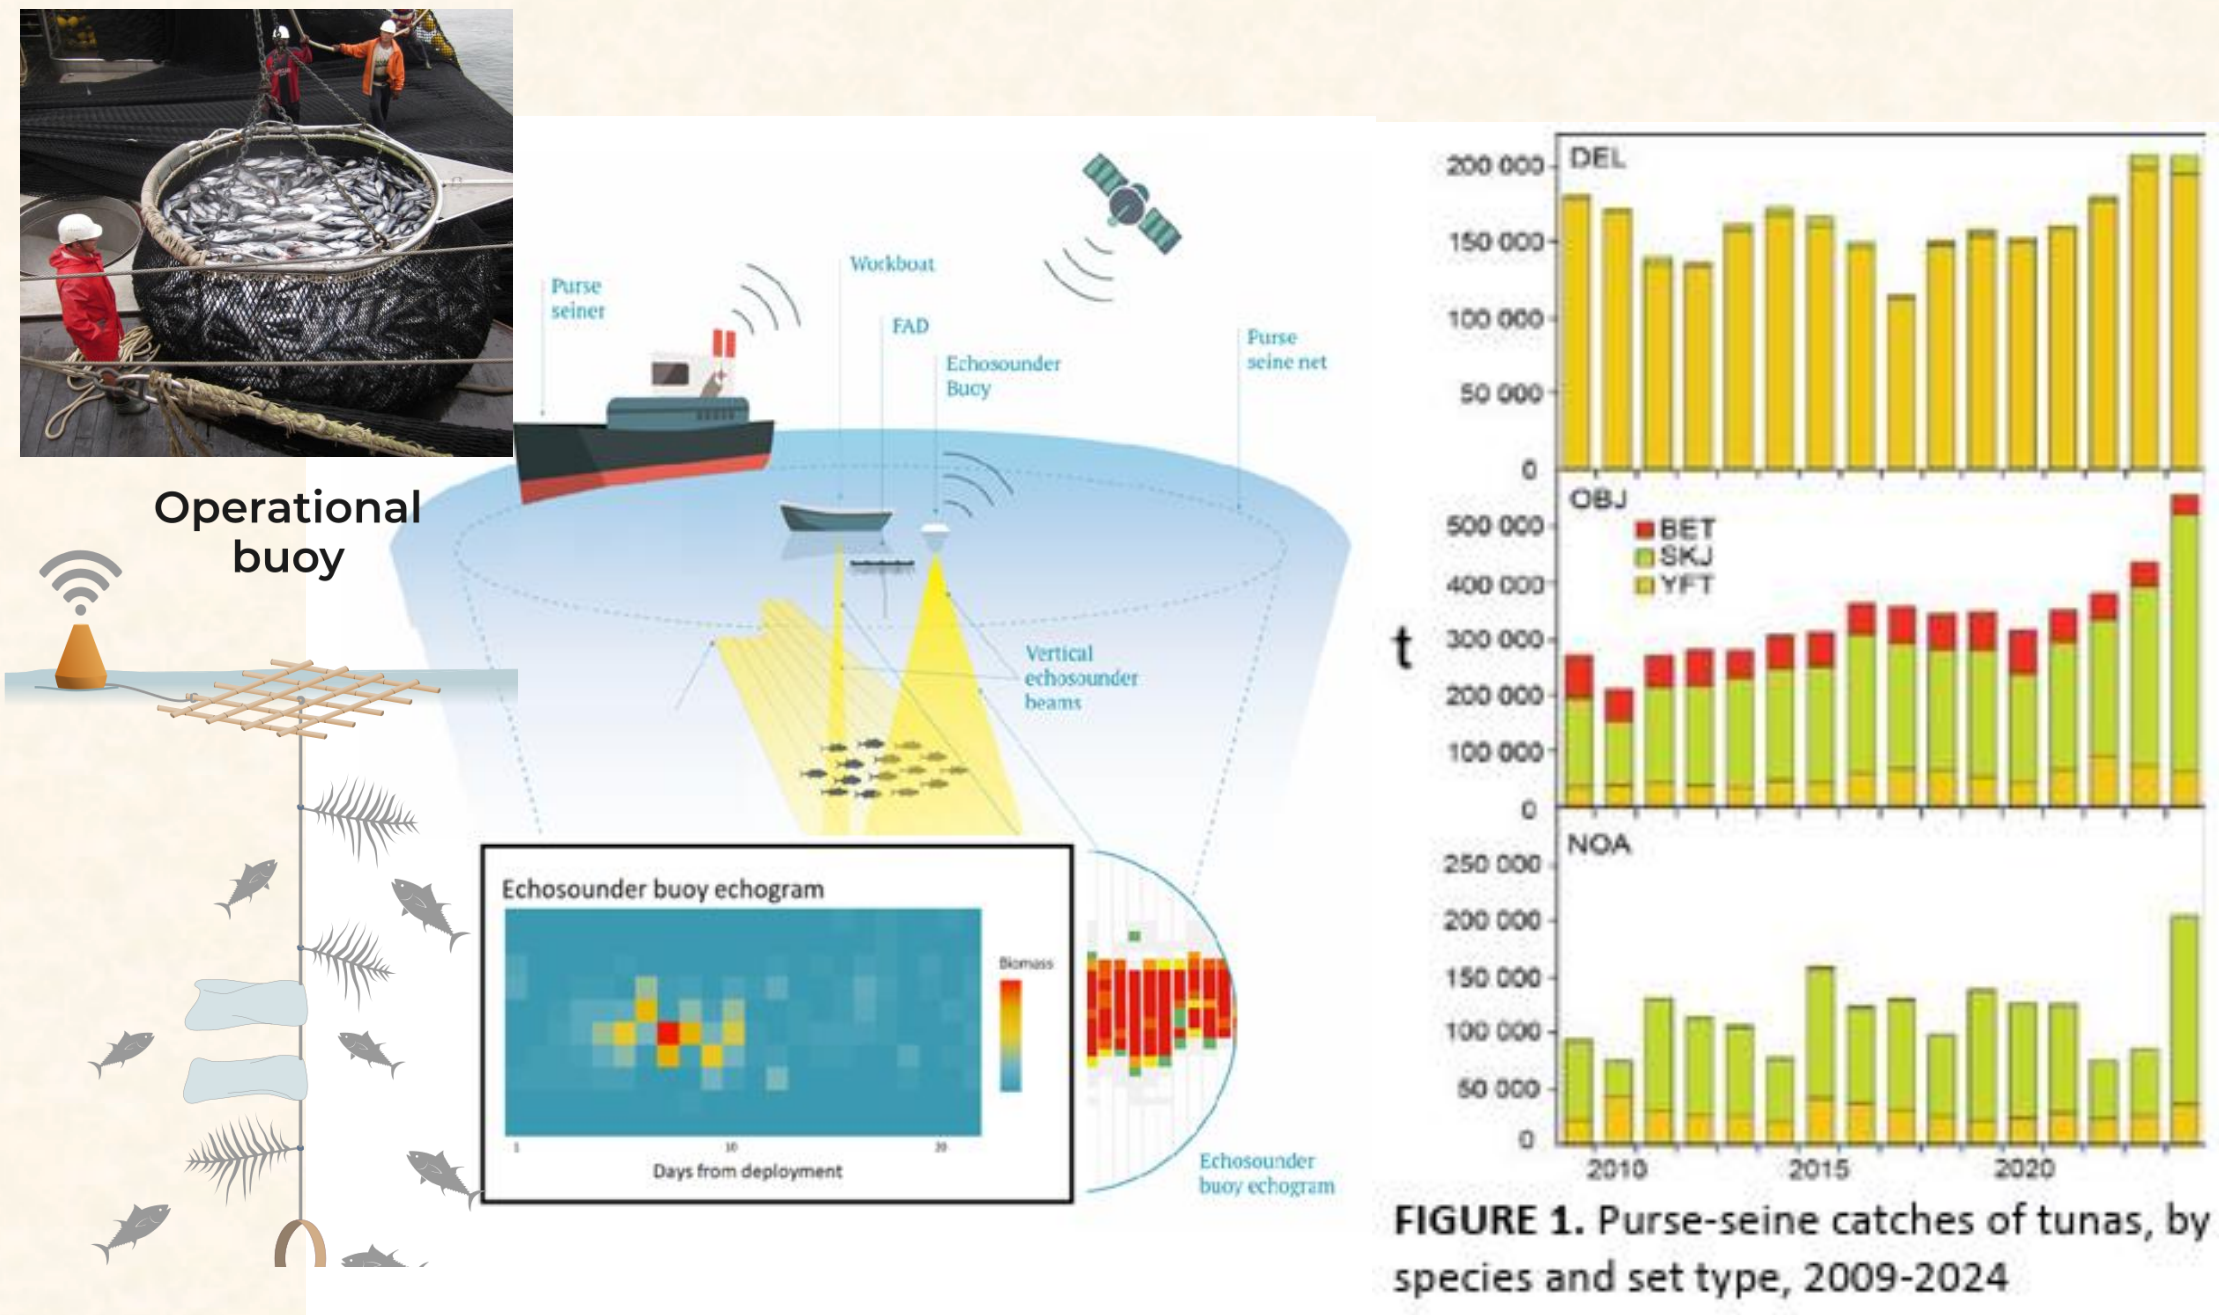 Operational
buoy
Purse
seiner
Workboat
FAD
Echosounder
Buoy
Purse
seine net
Vertical
echosounder
beams
Echosounder buoy echogram
Biomass
1
10
20
Days from deployment
Echosounder
buoy echogram
DEL
200 000
150 000
100 000
50 000
0
OBJ
BET
SKJ
YFT
500 000
400 000
300 000
200 000
100 000
0
t
NOA
250 000
200 000
150 000
100 000
50 000
0
2010
2015
2020
FIGURE 1. Purse-seine catches of tunas, by
species and set type, 2009-2024